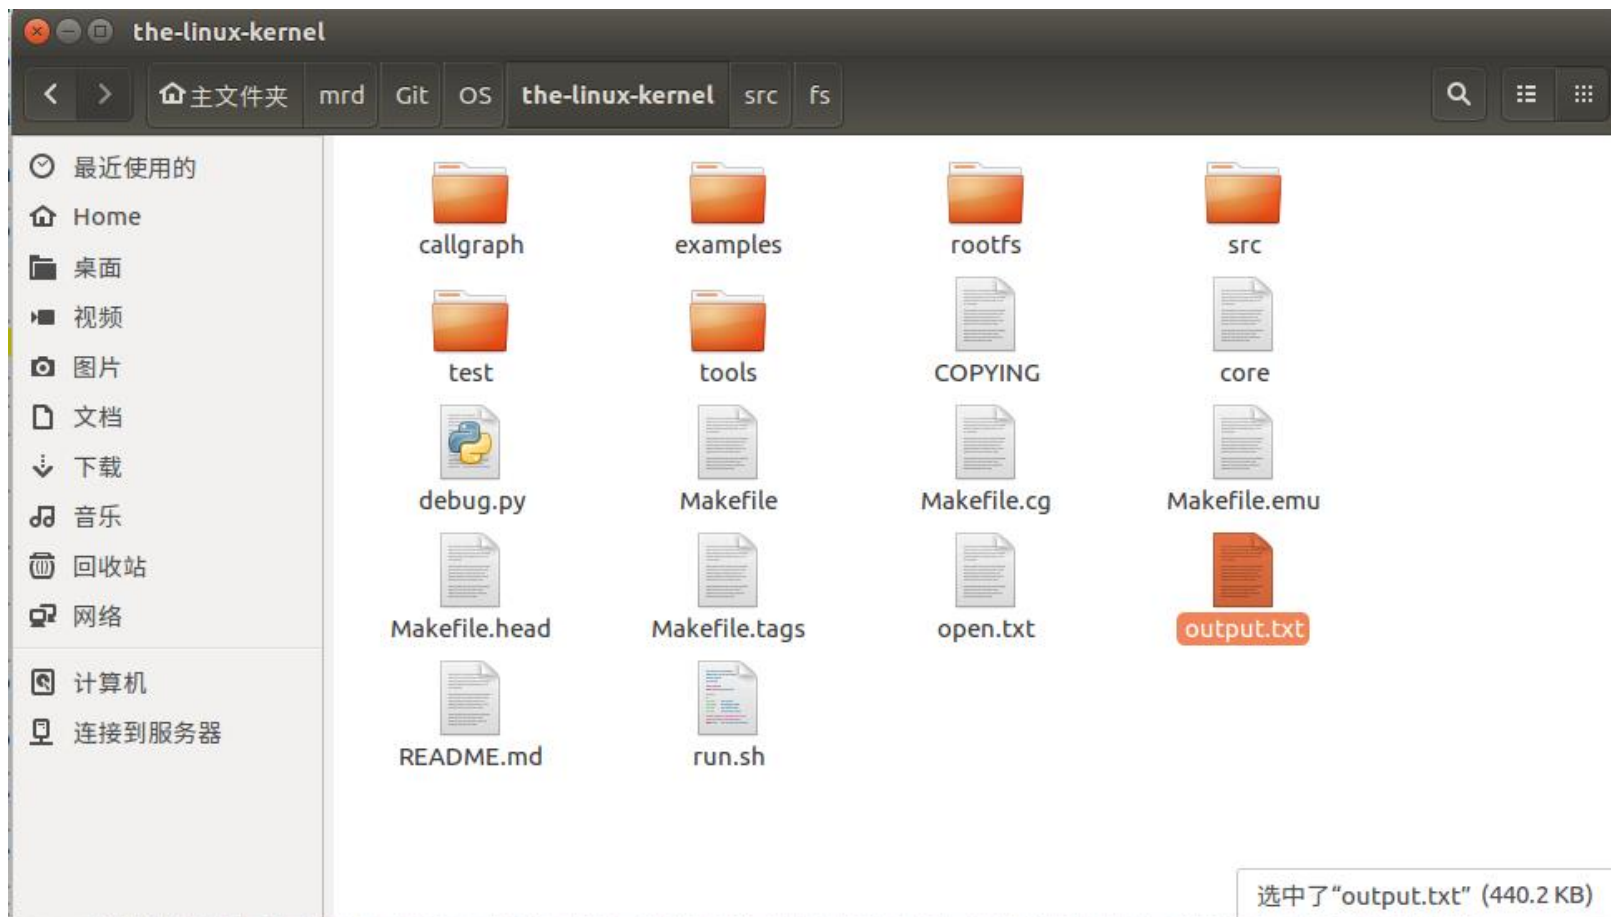 the-linux-kernel
主文件夹 mrd Git OS the-linux-kernel src fs
最近使用的
Home
桌面
视频
图片
文档
下载
音乐
回收站
网络
计算机
连接到服务器
callgraph examples rootfs src
test tools COPYING core
debug.py Makefile Makefile.cg Makefile.emu
Makefile.head Makefile.tags open.txt output.txt
README.md run.sh
选中了“output.txt” (440.2 KB)